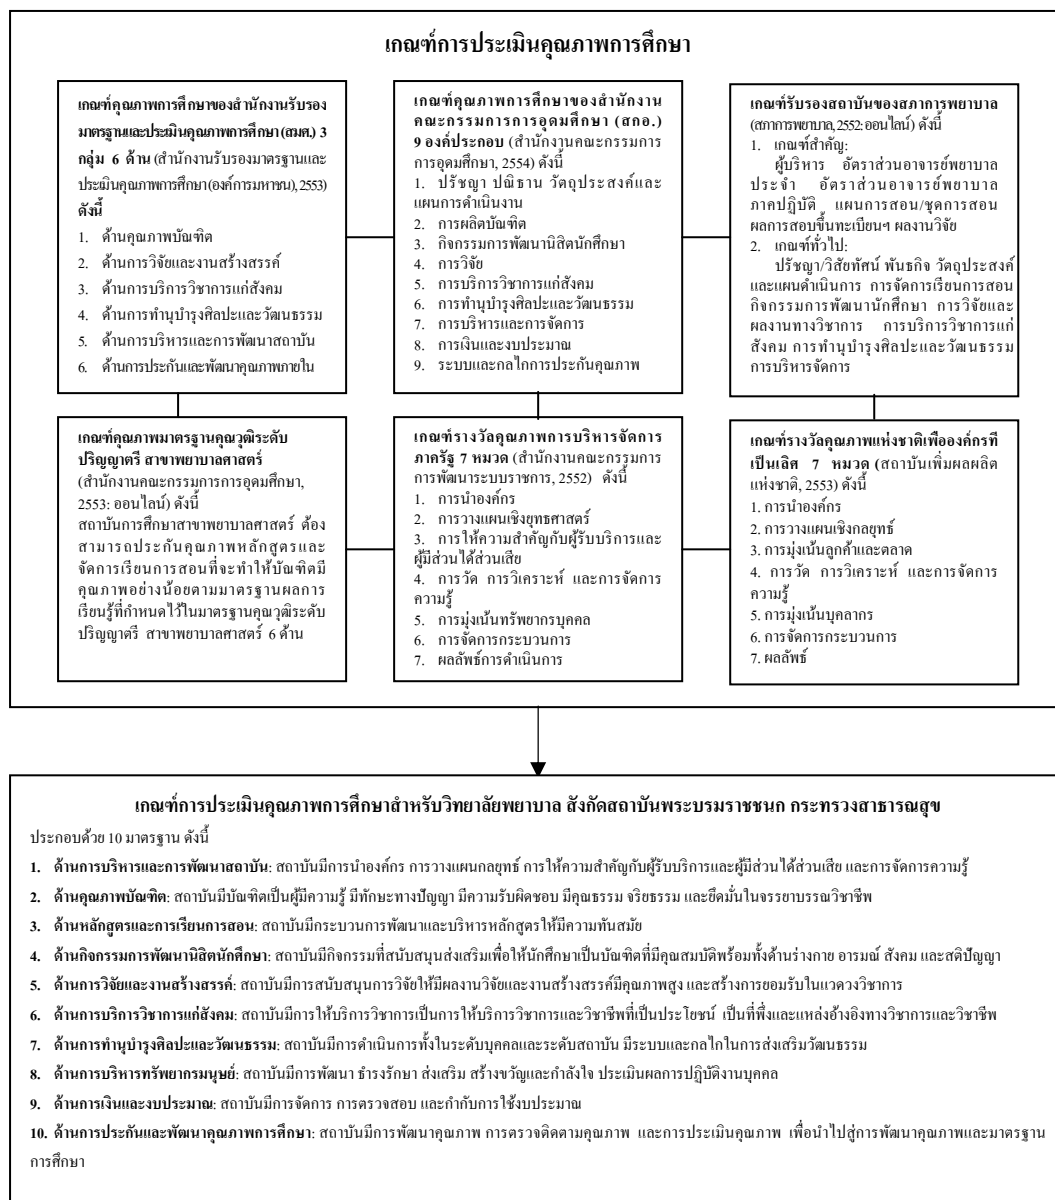 เกณฑ์การประเมินคุณภาพการศึกษา
เกณฑ์คุณภาพการศึกษาของสำนักงานรับรอง
มาตรฐานและประเมินคุณภาพการศึกษา (สมศ.) 3
กลุ่ม 6 ด้าน (สำนักงานรับรองมาตรฐานและ
ประเมินคุณภาพการศึกษา (องค์การมหาชน), 2553)
ดังนี้
1. ด้านคุณภาพบัณฑิต
2. ด้านการวิจัยและงานสร้างสรรค์
3. ด้านการบริการวิชาการแก่สังคม
4. ด้านการทำนุบำรุงศิลปะและวัฒนธรรม
5. ด้านการบริหารและการพัฒนาสถาบัน
6. ด้านการประกันและพัฒนาคุณภาพภายใน
เกณฑ์คุณภาพการศึกษาของสำนักงาน
คณะกรรมการการอุดมศึกษา (สกอ.)
9 องค์ประกอบ (สำนักงานคณะกรรมการ
การอุดมศึกษา, 2554) ดังนี้
1. ปรัชญา ปณิธาน วัตถุประสงค์และ
แผนการดำเนินงาน
2. การผลิตบัณฑิต
3. กิจกรรมการพัฒนานิสิตนักศึกษา
4. การวิจัย
5. การบริการวิชาการแก่สังคม
6. การทำนุบำรุงศิลปะและวัฒนธรรม
7. การบริหารและการจัดการ
8. การเงินและงบประมาณ
9. ระบบและกลไกการประกันคุณภาพ
เกณฑ์รับรองสถาบันของสภาการพยาบาล
(สภาการพยาบาล, 2552: ออนไลน์) ดังนี้
1. เกณฑ์สำคัญ:
ผู้บริหาร อัตราส่วนอาจารย์พยาบาล
ประจำ อัตราส่วนอาจารย์พยาบาล
ภาคปฏิบัติ แผนการสอน/ชุดการสอน
ผลการสอบขึ้นทะเบียนฯ ผลงานวิจัย
2. เกณฑ์ทั่วไป:
ปรัชญา/วิสัยทัศน์ พันธกิจ วัตถุประสงค์
และแผนดำเนินการ การจัดการเรียนการสอน
กิจกรรมการพัฒนานักศึกษา การวิจัยและ
ผลงานทางวิชาการ การบริการวิชาการแก่
สังคม การทำนุบำรุงศิลปะและวัฒนธรรม
การบริหารจัดการ
เกณฑ์คุณภาพมาตรฐานคุณวุฒิระดับ
ปริญญาตรี สาขาพยาบาลศาสตร์
(สำนักงานคณะกรรมการการอุดมศึกษา,
2553: ออนไลน์) ดังนี้
สถาบันการศึกษาสาขาพยาบาลศาสตร์ ต้อง
สามารถประกันคุณภาพหลักสูตรและ
จัดการเรียนการสอนที่จะทำให้บัณฑิตมี
คุณภาพอย่างน้อยตามมาตรฐานผลการ
เรียนรู้ที่กำหนดไว้ในมาตรฐานคุณวุฒิระดับ
ปริญญาตรี สาขาพยาบาลศาสตร์ 6 ด้าน
เกณฑ์รางวัลคุณภาพการบริหารจัดการ
ภาครัฐ 7 หมวด (สำนักงานคณะกรรมการ
การพัฒนาระบบราชการ, 2552) ดังนี้
1. การนำองค์กร
2. การวางแผนเชิงยุทธศาสตร์
3. การให้ความสำคัญกับผู้รับบริการและ
ผู้มีส่วนได้ส่วนเสีย
4. การวัด การวิเคราะห์ และการจัดการ
ความรู้
5. การมุ่งเน้นทรัพยากรบุคคล
6. การจัดการกระบวนการ
7. ผลลัพธ์การดำเนินการ
เกณฑ์รางวัลคุณภาพแห่งชาติเพื่อองค์กรที่
เป็นเลิศ 7 หมวด (สถาบันเพิ่มผลผลิต
แห่งชาติ, 2553) ดังนี้
1. การนำองค์กร
2. การวางแผนเชิงกลยุทธ์
3. การมุ่งเน้นลูกค้าและตลาด
4. การวัด การวิเคราะห์ และการจัดการ
ความรู้
5. การมุ่งเน้นบุคลากร
6. การจัดการกระบวนการ
7. ผลลัพธ์
เกณฑ์การประเมินคุณภาพการศึกษาสำหรับวิทยาลัยพยาบาล สังกัดสถาบันพระบรมราชชนก กระทรวงสาธารณสุข
ประกอบด้วย 10 มาตรฐาน ดังนี้
1. ด้านการบริหารและการพัฒนาสถาบัน: สถาบันมีการนำองค์กร การวางแผนกลยุทธ์ การให้ความสำคัญกับผู้รับบริการและผู้มีส่วนได้ส่วนเสีย และการจัดการความรู้
2. ด้านคุณภาพบัณฑิต: สถาบันมีบัณฑิตเป็นผู้มีความรู้ มีทักษะทางปัญญา มีความรับผิดชอบ มีคุณธรรม จริยธรรม และยึดมั่นในจรรยาบรรณวิชาชีพ
3. ด้านหลักสูตรและการเรียนการสอน: สถาบันมีกระบวนการพัฒนาและบริหารหลักสูตรให้มีความทันสมัย
4. ด้านกิจกรรมการพัฒนานิสิตนักศึกษา: สถาบันมีกิจกรรมที่สนับสนุนส่งเสริมเพื่อให้นักศึกษาเป็นบัณฑิตที่มีคุณสมบัติพร้อมทั้งด้านร่างกาย อารมณ์ สังคม และสติปัญญา
5. ด้านการวิจัยและงานสร้างสรรค์: สถาบันมีการสนับสนุนการวิจัยให้มีผลงานวิจัยและงานสร้างสรรค์มีคุณภาพสูง และสร้างการยอมรับในแวดวงวิชาการ
6. ด้านการบริการวิชาการแก่สังคม: สถาบันมีการให้บริการวิชาการเป็นการให้บริการวิชาการและวิชาชีพที่เป็นประโยชน์ เป็นที่พึ่งและแหล่งอ้างอิงทางวิชาการและวิชาชีพ
7. ด้านการทำนุบำรุงศิลปะและวัฒนธรรม: สถาบันมีการดำเนินการทั้งในระดับบุคคลและระดับสถาบัน มีระบบและกลไกในการส่งเสริมวัฒนธรรม
8. ด้านการบริหารทรัพยากรมนุษย์: สถาบันมีการพัฒนา ธำรงรักษา ส่งเสริม สร้างขวัญและกำลังใจ ประเมินผลการปฏิบัติงานบุคคล
9. ด้านการเงินและงบประมาณ: สถาบันมีการจัดการ การตรวจสอบ และกำกับการใช้งบประมาณ
10. ด้านการประกันและพัฒนาคุณภาพการศึกษา: สถาบันมีการพัฒนาคุณภาพ การตรวจติดตามคุณภาพ และการประเมินคุณภาพ เพื่อนำไปสู่การพัฒนาคุณภาพและมาตรฐาน
การศึกษา